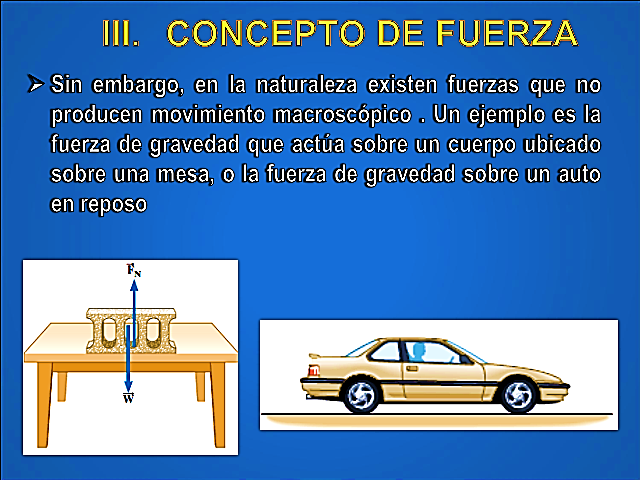 III. CONCEPTO DE FUERZA
➢ Sin embargo, en la naturaleza existen fuerzas que no
producen movimiento macroscópico . Un ejemplo es la
fuerza de gravedad que actúa sobre un cuerpo ubicado
sobre una mesa, o la fuerza de gravedad sobre un auto
en reposo
F_N
W